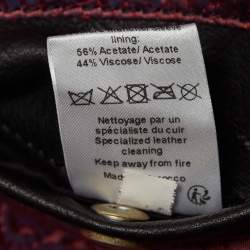 lining:
56% Acetate/ Acetate
44% Viscose/ Viscose
Nettoyage par un
spécialiste du cuir
Specialized leather
cleaning
Keep away from fire